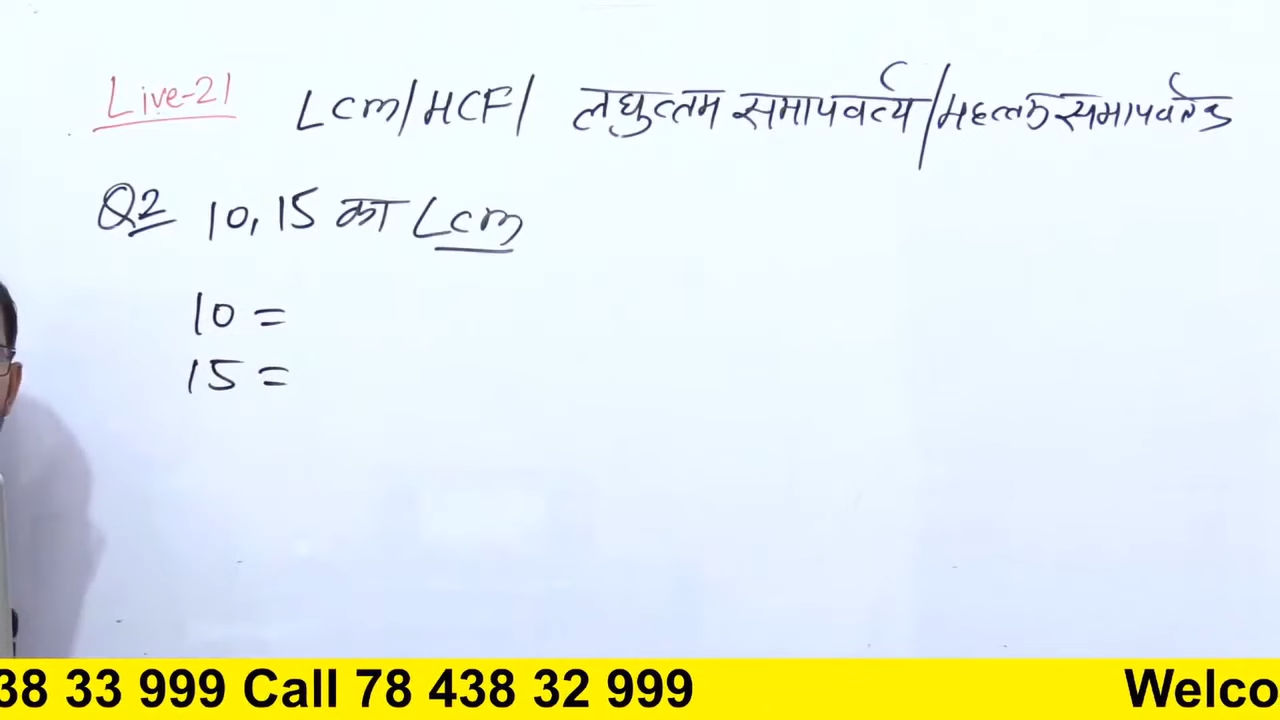 Live-21 Lcm/HCF/ लघुत्तम समापवर्त्य/महत्तम समापवर्तक
Q2 10, 15 का Lcm
10 =
15 =
38 33 999 Call 78 438 32 999 Welco